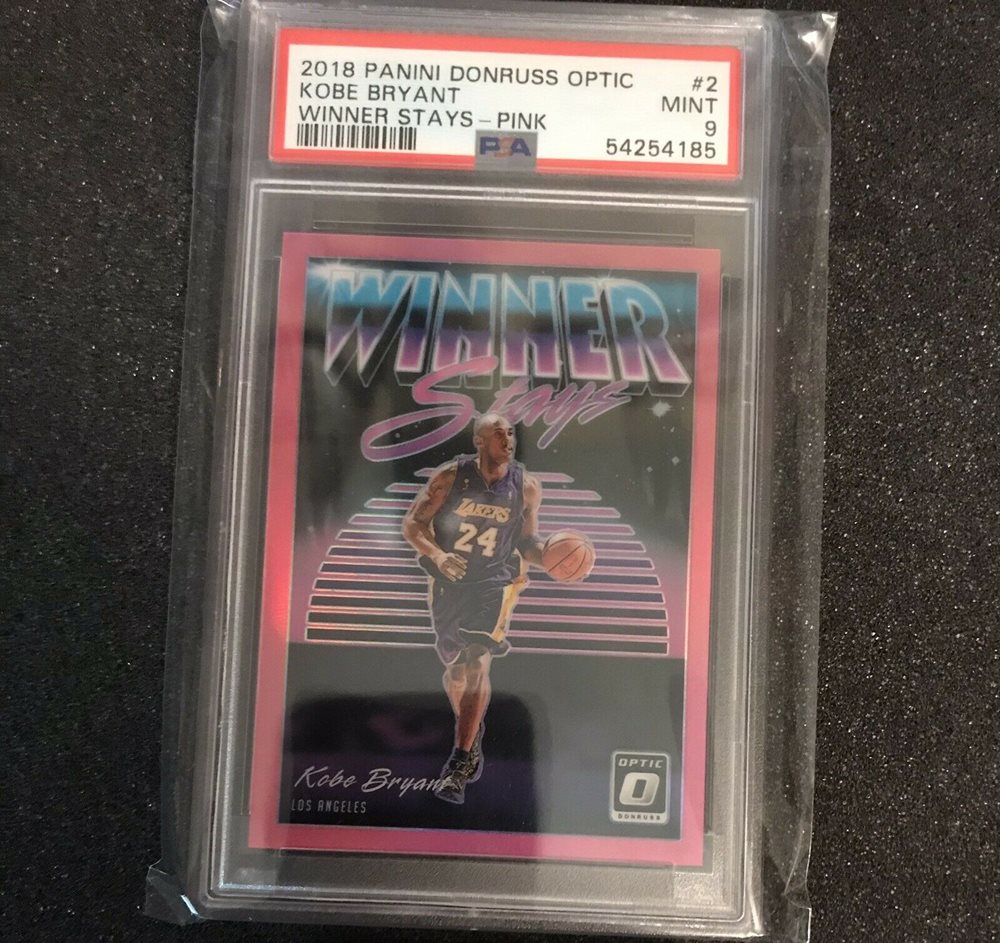 2018 PANINI DONRUSS OPTIC #2
KOBE BRYANT MINT
WINNER STAYS - PINK 9
PSA 54254185
WINNER
Stays
LAKERS
24
Kobe Bryant
LOS ANGELES
OPTIC
O
DONRUSS